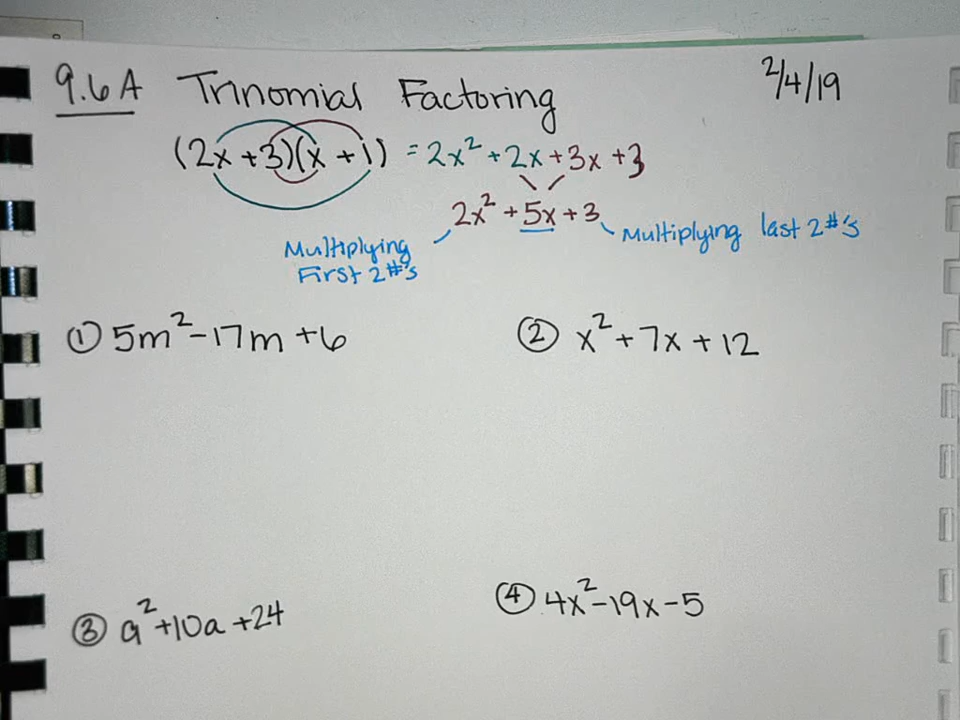 9.6A Trinomial Factoring 2/4/19
(2x +3)(x +1) = 2x² + 2x + 3x + 3
2x² + 5x + 3
Multiplying First 2 #'s
Multiplying last 2 #'s
① 5m² - 17m + 6
② x² + 7x + 12
③ a² + 10a + 24
④ 4x² - 19x - 5